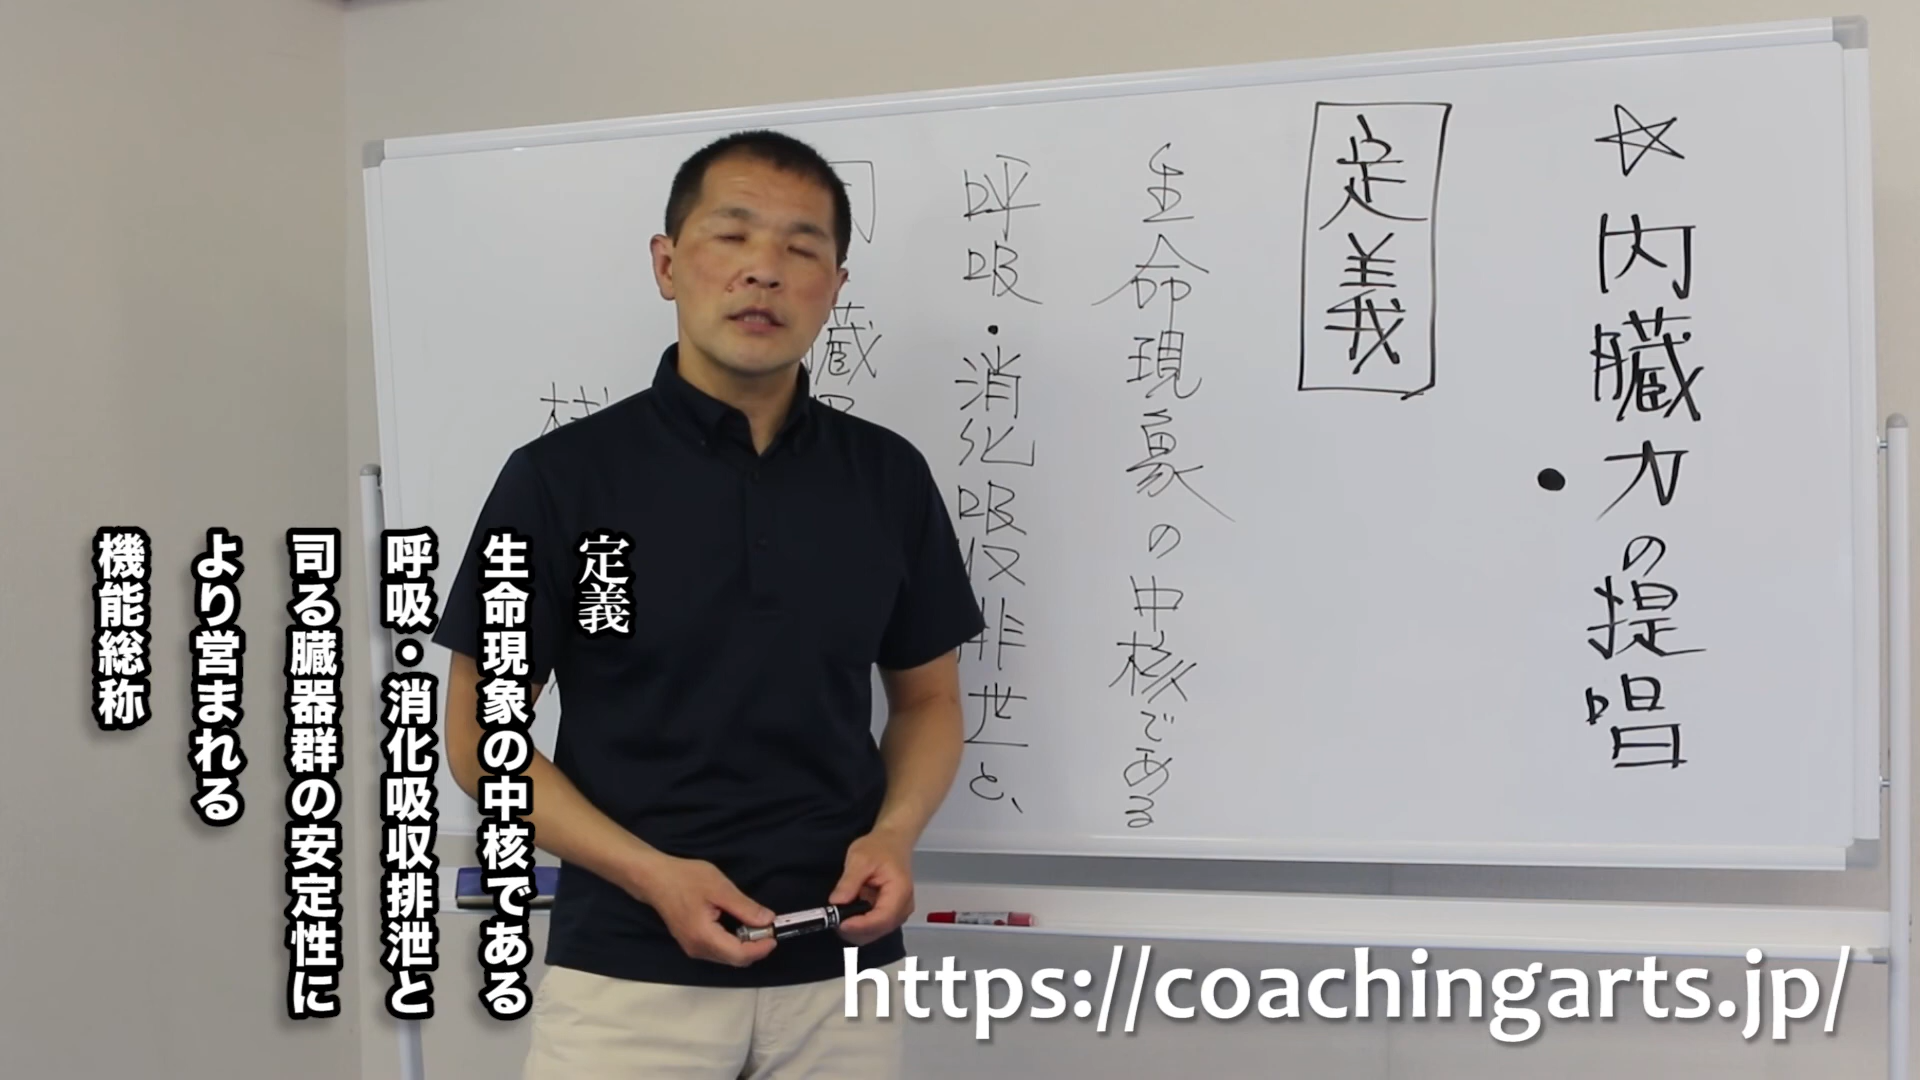 ☆内臓力の提唱
定義
生命現象の中核である
呼吸・消化吸収排泄と、
臓
機
定義
生命現象の中核である
呼吸・消化吸収排泄と
司る臓器群の安定性に
より営まれる
機能総称
https://coachingarts.jp/